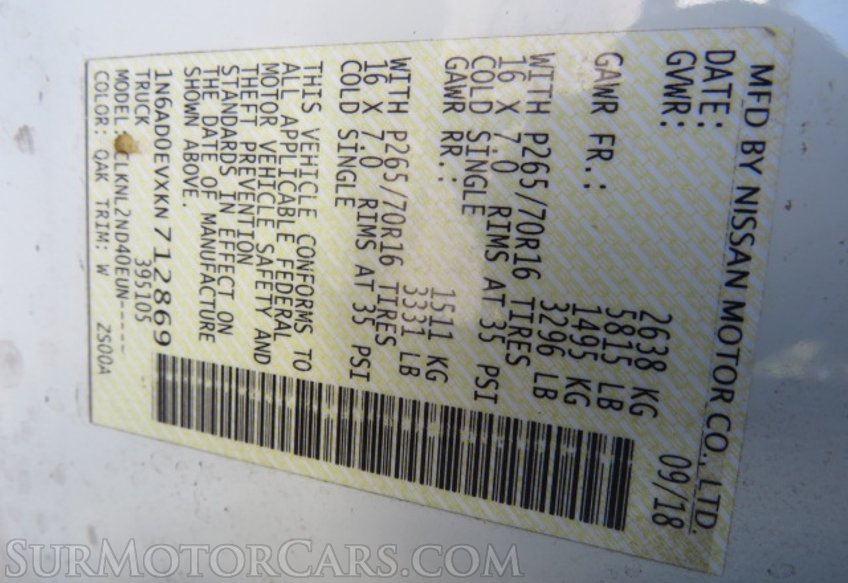 MFD BY NISSAN MOTOR CO., LTD.
DATE: 09/18
GVWR: 2638 KG
5815 LB
GAWR FR.: 1495 KG
3296 LB
WITH P265/70R16 TIRES
16 X 7.0 RIMS AT 35 PSI
COLD SINGLE
GAWR RR.: 1511 KG
3331 LB
WITH P265/70R16 TIRES
16 X 7.0 RIMS AT 35 PSI
COLD SINGLE
THIS VEHICLE CONFORMS TO
ALL APPLICABLE FEDERAL
MOTOR VEHICLE SAFETY AND
THEFT PREVENTION
STANDARDS IN EFFECT ON
THE DATE OF MANUFACTURE
SHOWN ABOVE.
1N6AD0EVXKN712869
TRUCK 395105
MODEL: CLKNL2ND40EUN----
COLOR: QAK TRIM: W 2S00A
SURMOTORCARS.COM